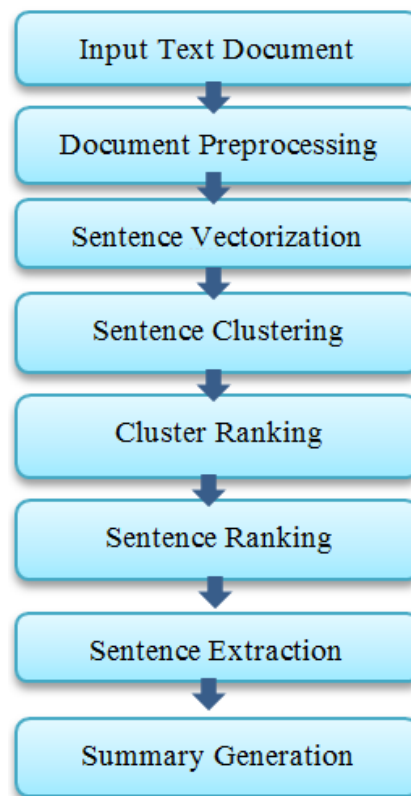 Input Text Document
Document Preprocessing
Sentence Vectorization
Sentence Clustering
Cluster Ranking
Sentence Ranking
Sentence Extraction
Summary Generation